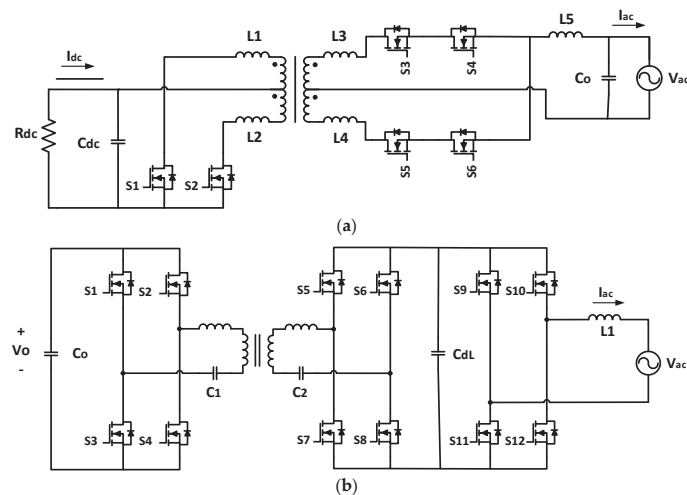 Idc
L1
L3
S3
S4
L5
Iac
Rdc
Cdc
Co
Vac
L2
L4
S1
S2
S5
S6
(a)
S1
S2
S5
S6
S9
S10
Iac
L1
+
Vo
-
Co
C1
C2
CdL
Vac
S3
S4
S7
S8
S11
S12
(b)